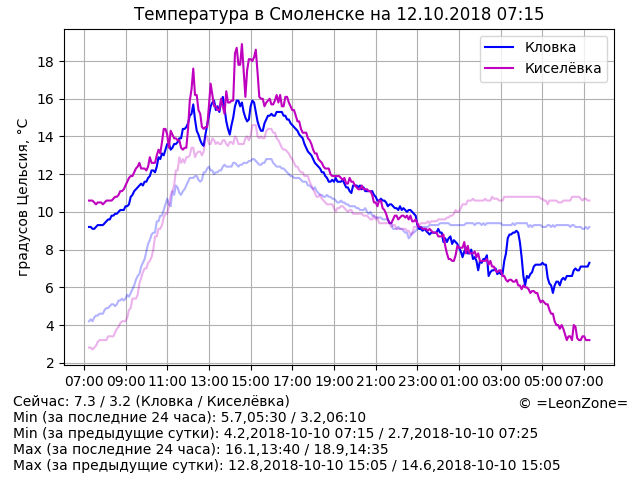 Температура в Смоленске на 12.10.2018 07:15
Кловка
Киселёвка
градусов Цельсия, °С
18
16
14
12
10
8
6
4
2
07:00 09:00 11:00 13:00 15:00 17:00 19:00 21:00 23:00 01:00 03:00 05:00 07:00
Сейчас: 7.3 / 3.2 (Кловка / Киселёвка)
© =LeonZone=
Min (за последние 24 часа): 5.7,05:30 / 3.2,06:10
Min (за предыдущие сутки): 4.2,2018-10-10 07:15 / 2.7,2018-10-10 07:25
Max (за последние 24 часа): 16.1,13:40 / 18.9,14:35
Max (за предыдущие сутки): 12.8,2018-10-10 15:05 / 14.6,2018-10-10 15:05